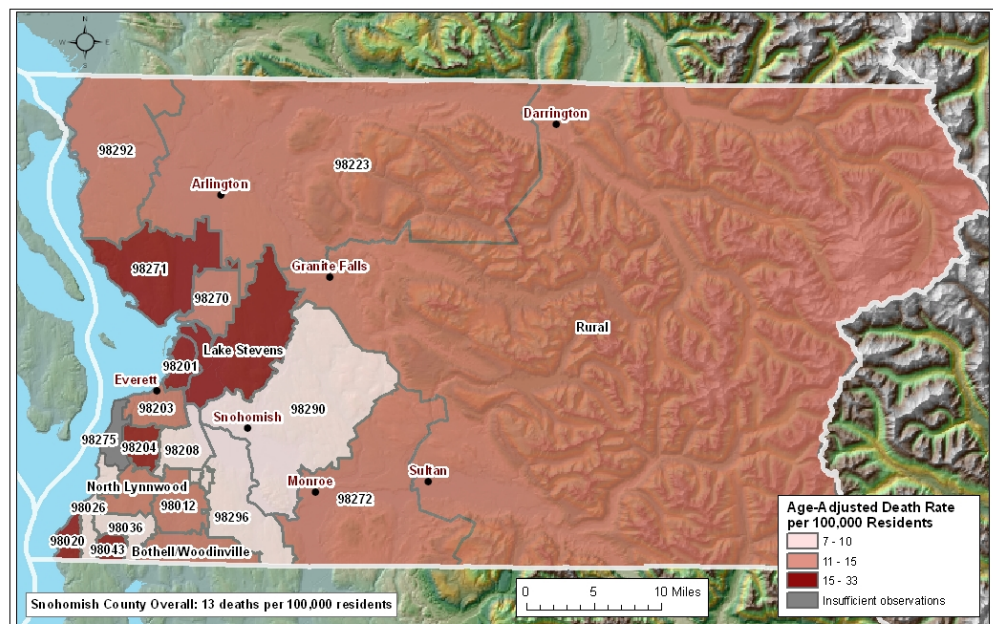 N
W E
S
Darrington
98292
98223
Arlington
98271
Granite Falls
98270
Rural
98201
Lake Stevens
Everett
98203
98290
Snohomish
98275
98204
98208
Sultan
North Lynnwood
Monroe
98272
98026
98012
98296
98036
98020
98043
Bothell/Woodinville
Age-Adjusted Death Rate
per 100,000 Residents
7 - 10
11 - 15
15 - 33
Insufficient observations
0 5 10 Miles
Snohomish County Overall: 13 deaths per 100,000 residents